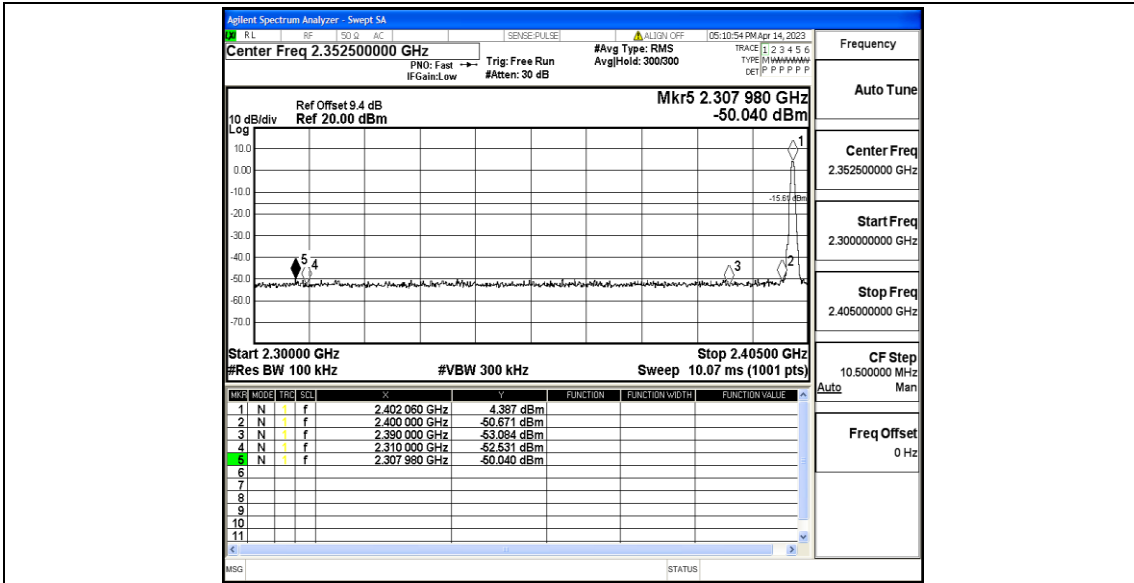 Agilent Spectrum Analyzer - Swept SA
RL RF 50 Ω AC SENSE:PULSE ALIGN OFF 05:10:54 PM Apr 14, 2023
Center Freq 2.352500000 GHz
PNO: Fast
IFGain:Low
Trig: Free Run
#Atten: 30 dB
#Avg Type: RMS
Avg|Hold: 300/300
TRACE 1 2 3 4 5 6
TYPE M
DET P P P P P P
Mkr5 2.307 980 GHz
-50.040 dBm
Ref Offset 9.4 dB
10 dB/div Ref 20.00 dBm
Log
10.0
0.00
-10.0
-20.0
-30.0
-40.0
-50.0
-60.0
-70.0
1
-15.61 dBm
5
4
3
2
Start 2.30000 GHz Stop 2.40500 GHz
#Res BW 100 kHz #VBW 300 kHz Sweep 10.07 ms (1001 pts)
MKR MODE TRC SCL X Y FUNCTION FUNCTION WIDTH FUNCTION VALUE
1 N 1 f 2.402 060 GHz 4.387 dBm
2 N 1 f 2.400 000 GHz -50.671 dBm
3 N 1 f 2.390 000 GHz -53.084 dBm
4 N 1 f 2.310 000 GHz -52.531 dBm
5 N 1 f 2.307 980 GHz -50.040 dBm
6
7
8
9
10
11
MSG STATUS
Frequency
Auto Tune
Center Freq
2.352500000 GHz
Start Freq
2.300000000 GHz
Stop Freq
2.405000000 GHz
CF Step
10.500000 MHz
Auto Man
Freq Offset
0 Hz